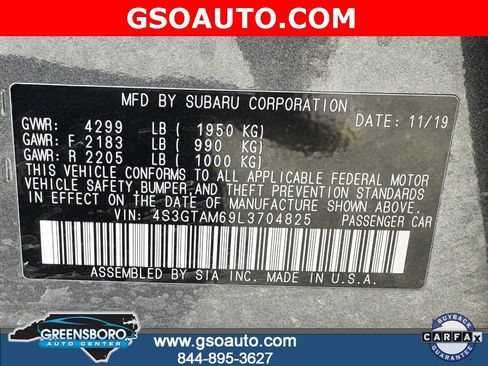 GSOAUTO.COM
MFD BY SUBARU CORPORATION
GVWR: 4299 LB ( 1950 KG) DATE: 11/19
GAWR: F 2183 LB ( 990 KG)
GAWR: R 2205 LB ( 1000 KG)
THIS VEHICLE CONFORMS TO ALL APPLICABLE FEDERAL MOTOR
VEHICLE SAFETY, BUMPER, AND THEFT PREVENTION STANDARDS
IN EFFECT ON THE DATE OF MANUFACTURE SHOWN ABOVE.
VIN: 4S3GTAM69L3704825 PASSENGER CAR
ASSEMBLED BY SIA INC. MADE IN U.S.A.
GREENSBORO
AUTO CENTER
www.gsoauto.com
844-895-3627
BUYBACK
GUARANTEE
CARFAX